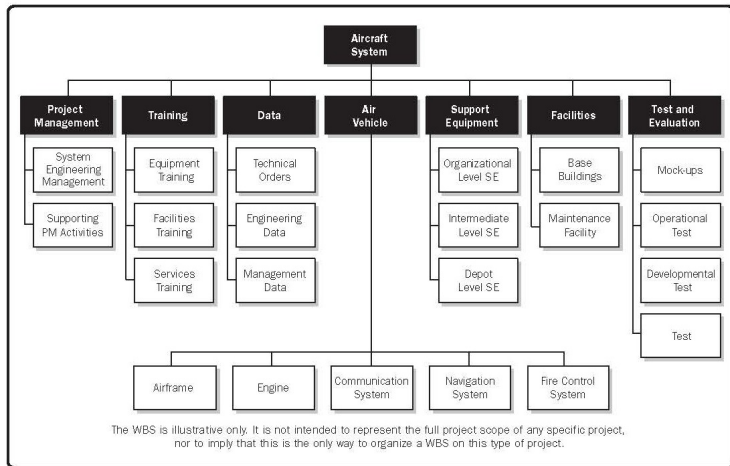 Aircraft
System
Project
Management
Training
Data
Air
Vehicle
Support
Equipment
Facilities
Test and
Evaluation
System
Engineering
Management
Equipment
Training
Technical
Orders
Organizational
Level SE
Base
Buildings
Mock-ups
Supporting
PM Activities
Facilities
Training
Engineering
Data
Intermediate
Level SE
Maintenance
Facility
Operational
Test
Services
Training
Management
Data
Depot
Level SE
Developmental
Test
Test
Airframe
Engine
Communication
System
Navigation
System
Fire Control
System
The WBS is illustrative only. It is not intended to represent the full project scope of any specific project,
nor to imply that this is the only way to organize a WBS on this type of project.